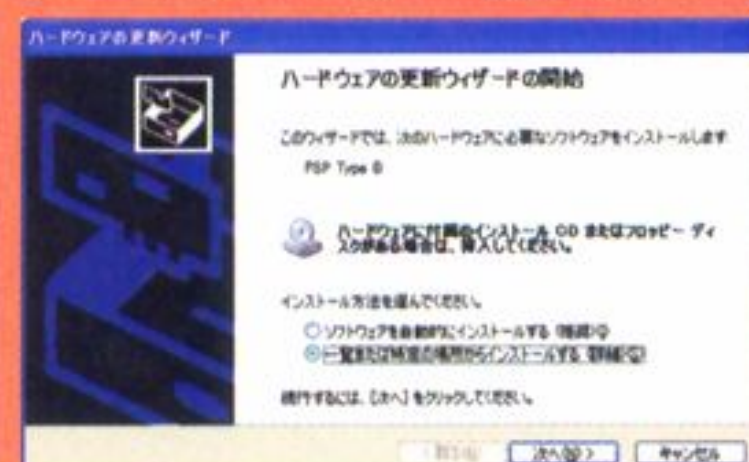 ハードウェアの更新ウィザード
ハードウェアの更新ウィザードの開始
このウィザードでは、次のハードウェアに必要なソフトウェアをインストールします:
PSP Type B
ハードウェアに付属のインストール CD またはフロッピー ディ
スクがある場合は、挿入してください。
インストール方法を選んでください。
ソフトウェアを自動的にインストールする (推奨)(I)
一覧または特定の場所からインストールする (詳細)(S)
続行するには、[次へ] をクリックしてください。
< 戻る(B) 次へ(N) > キャンセル